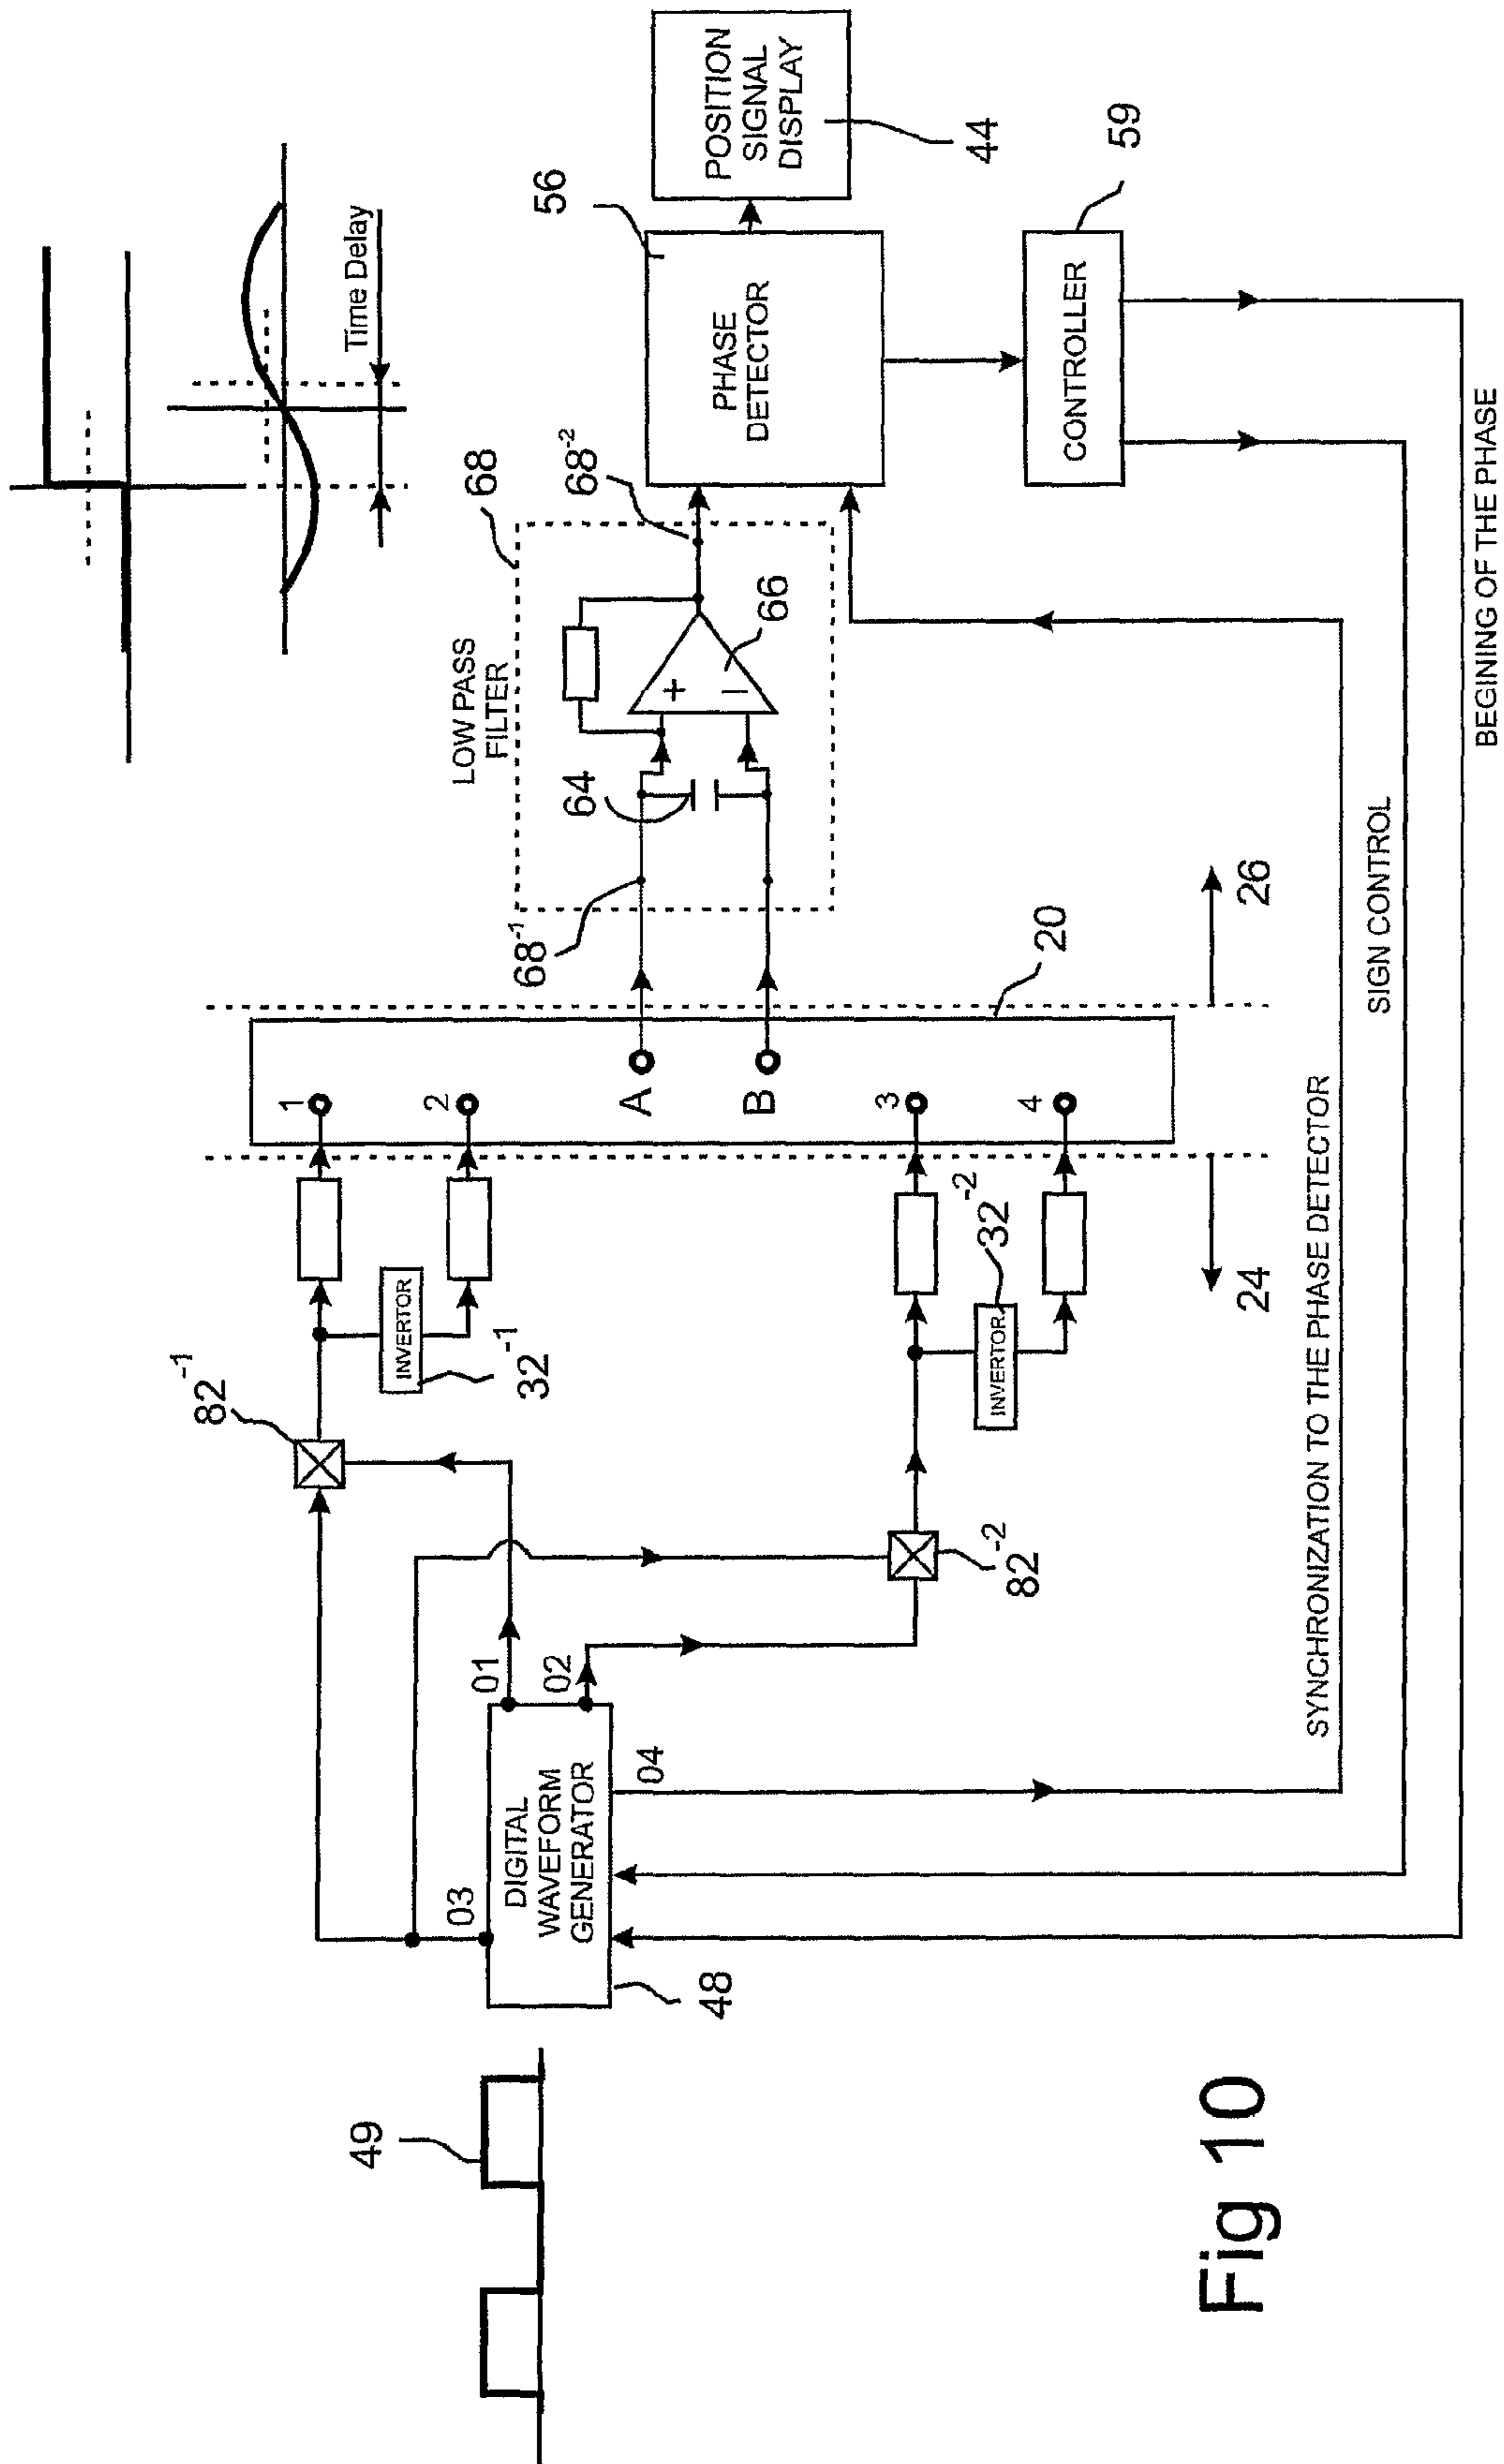 49
48
DIGITAL
WAVEFORM
GENERATOR
03
01
02
04
82-1
82-2
INVERTOR
32-1
INVERTOR
32-2
1
2
A
B
3
4
20
24
26
68-1
LOW PASS
FILTER
68
64
66
+
–
68-2
PHASE
DETECTOR
56
POSITION
SIGNAL
DISPLAY
44
CONTROLLER
59
Time Delay
SYNCHRONIZATION TO THE PHASE DETECTOR
SIGN CONTROL
BEGINING OF THE PHASE
Fig 10